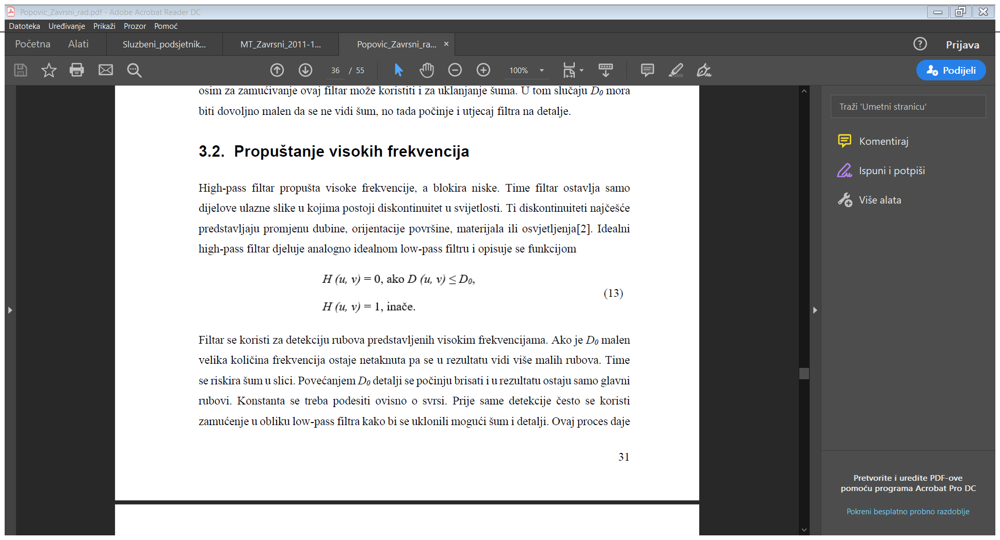 Popovic_Zavrsni_rad.pdf - Adobe Acrobat Reader DC
Datoteka Uređivanje Prikaži Prozor Pomoć
Početna Alati Sluzbeni_podsjetnik... MT_Zavrsni_2011-1... Popovic_Zavrsni_ra... × ? Prijava
36 / 55 100% Podijeli
osim za zamućivanje ovaj filtar može koristiti i za uklanjanje šuma. U tom slučaju D0 mora
biti dovoljno malen da se ne vidi šum, no tada počinje i utjecaj filtra na detalje.
3.2. Propuštanje visokih frekvencija
High-pass filtar propušta visoke frekvencije, a blokira niske. Time filtar ostavlja samo
dijelove ulazne slike u kojima postoji diskontinuitet u svijetlosti. Ti diskontinuiteti najčešće
predstavljaju promjenu dubine, orijentacije površine, materijala ili osvjetljenja[2]. Idealni
high-pass filtar djeluje analogno idealnom low-pass filtru i opisuje se funkcijom
H (u, v) = 0, ako D (u, v) ≤ D0,
(13)
H (u, v) = 1, inače.
Filtar se koristi za detekciju rubova predstavljenih visokim frekvencijama. Ako je D0 malen
velika količina frekvencija ostaje netaknuta pa se u rezultatu vidi više malih rubova. Time
se riskira šum u slici. Povećanjem D0 detalji se počinju brisati i u rezultatu ostaju samo glavni
rubovi. Konstanta se treba podesiti ovisno o svrsi. Prije same detekcije često se koristi
zamućenje u obliku low-pass filtra kako bi se uklonili mogući šum i detalji. Ovaj proces daje
31
Traži 'Umetni stranicu'
Komentiraj
Ispuni i potpiši
Više alata
Pretvorite i uredite PDF-ove
pomoću programa Acrobat Pro DC
Pokreni besplatno probno razdoblje